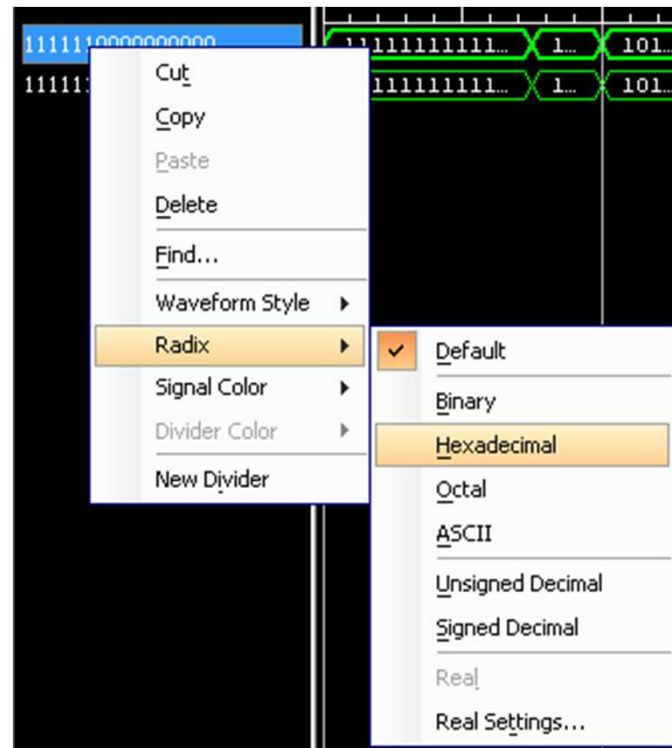 1111110000000000
11111111111...
1...
101...
11111
111111111...
1...
101...
Cut
Copy
Paste
Delete
Find...
Waveform Style
Radix
Signal Color
Divider Color
New Divider
Default
Binary
Hexadecimal
Octal
ASCII
Unsigned Decimal
Signed Decimal
Real
Real Settings...